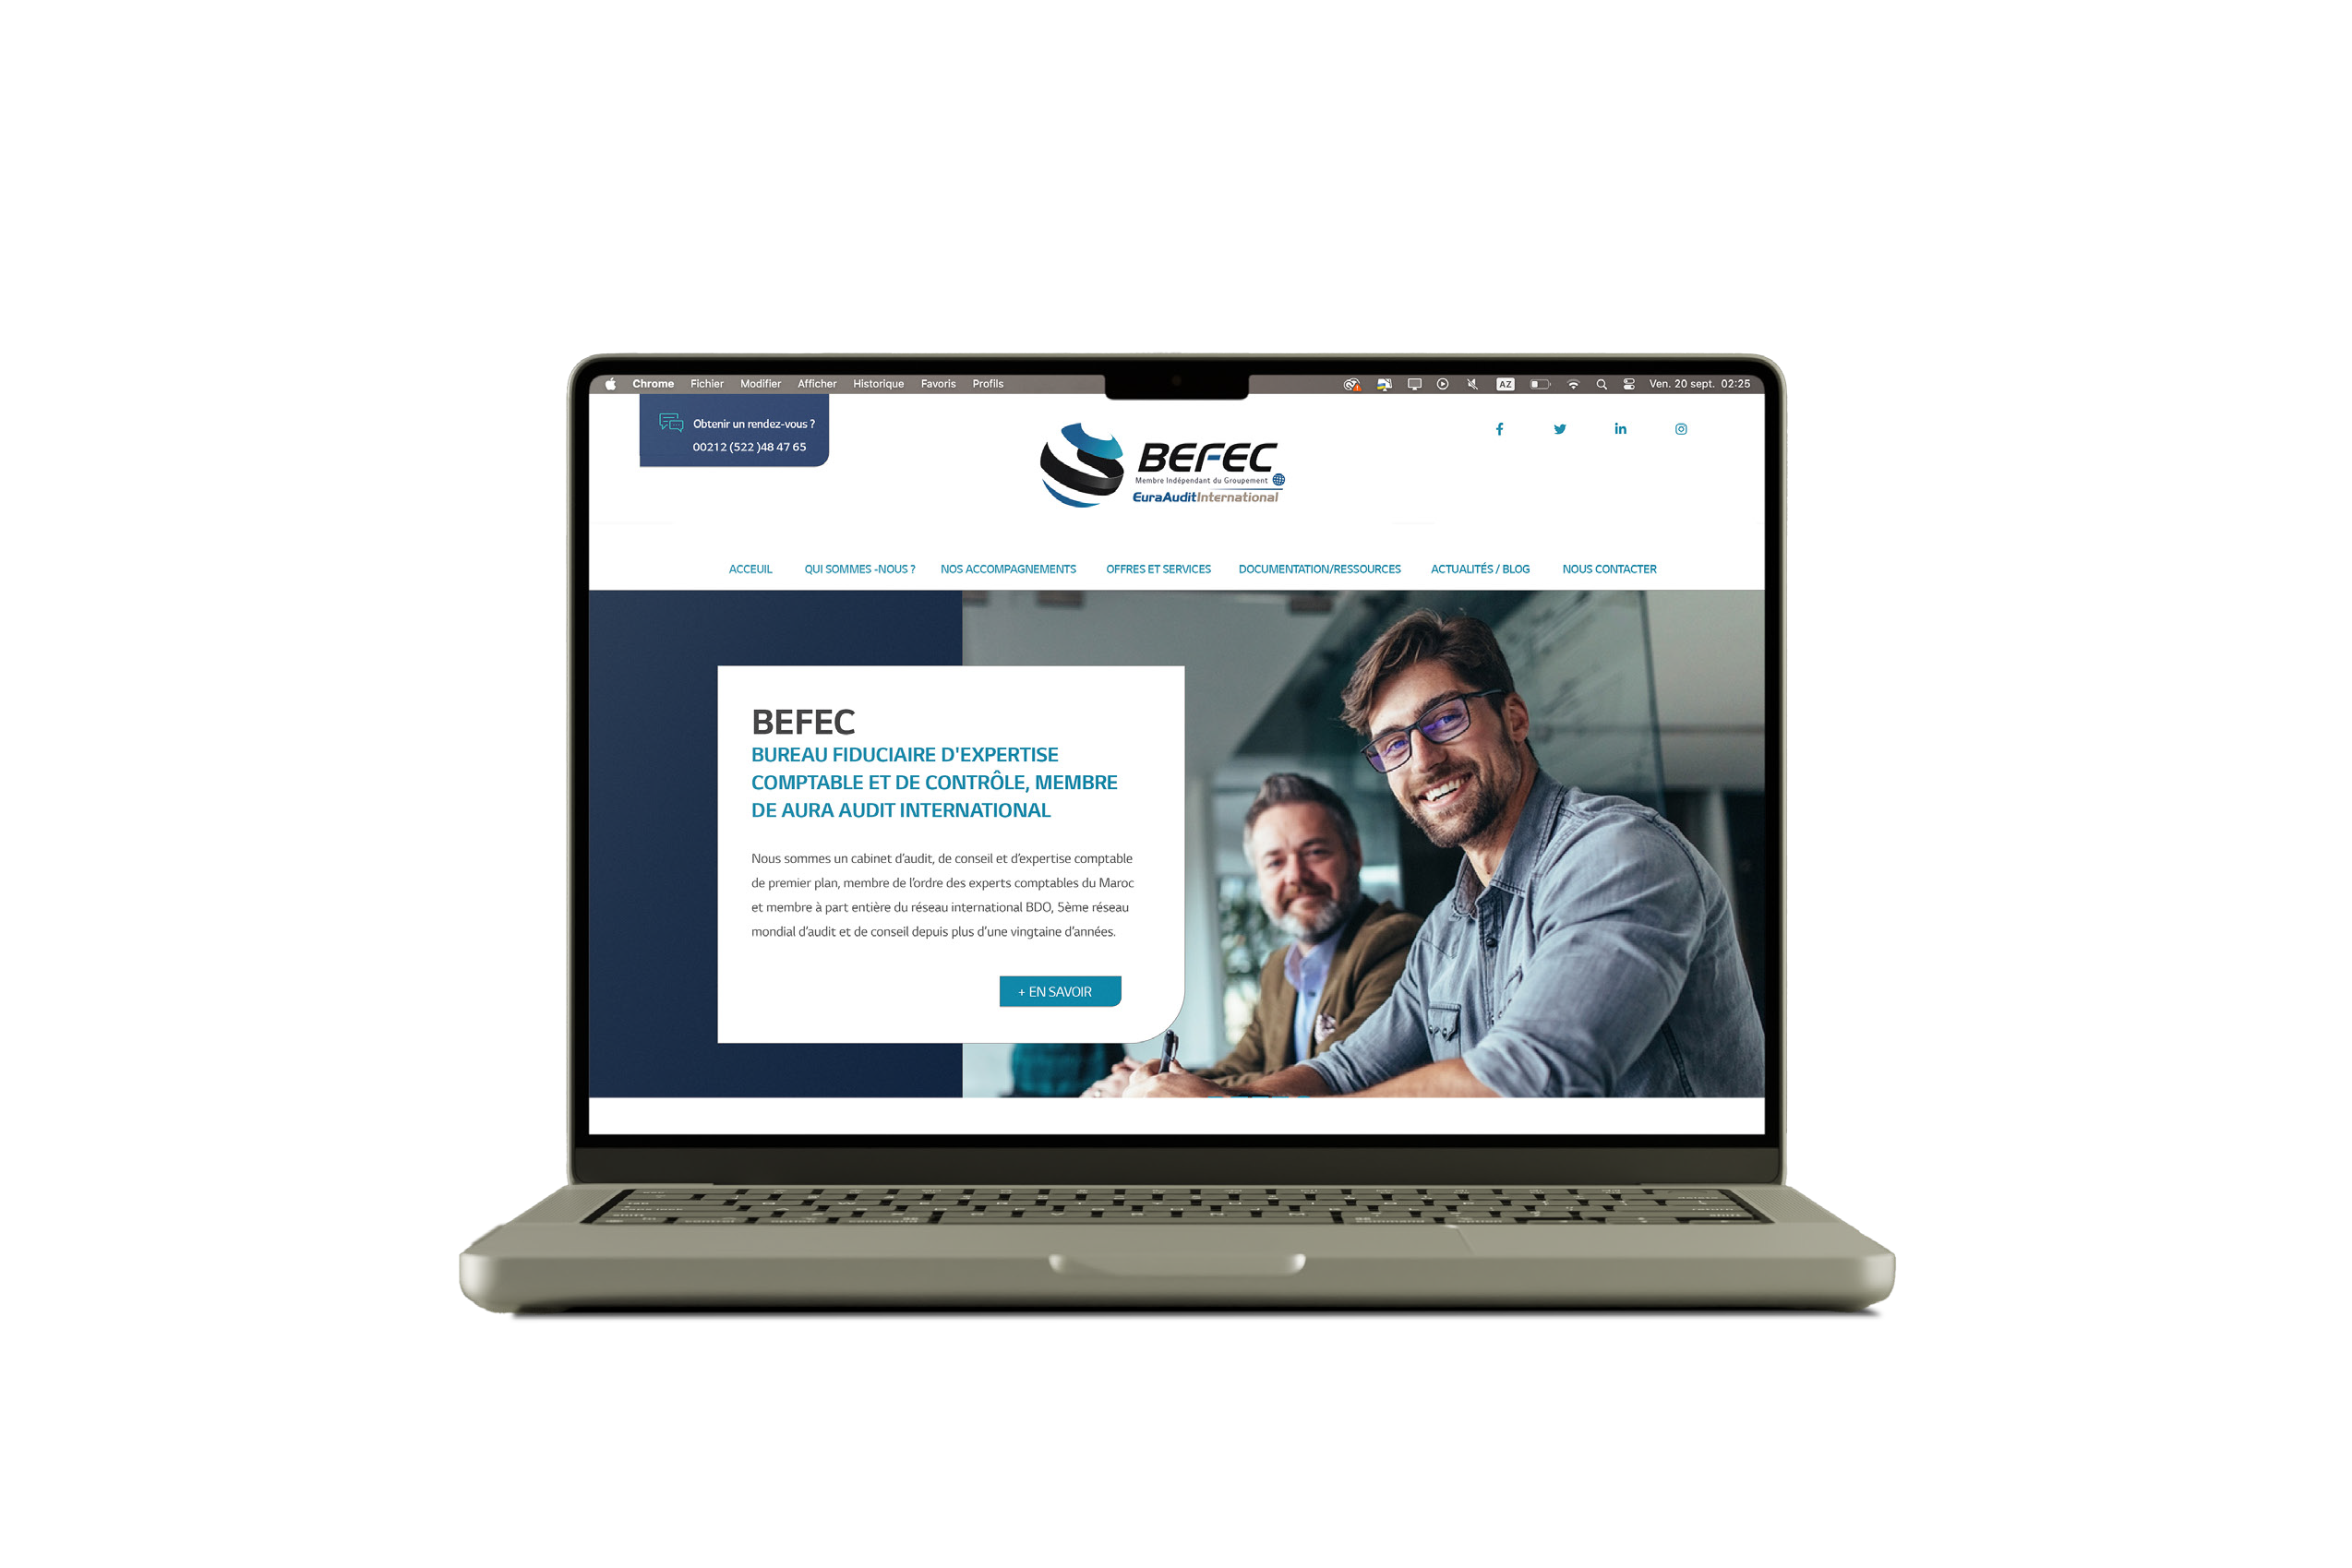 Chrome Fichier Modifier Afficher Historique Favoris Profils
AZ
Ven. 20 sept. 02:25
Obtenir un rendez-vous ?
00212 (522 )48 47 65
BEFEC
Membre Indépendant du Groupement
EuraAuditInternational
ACCEUIL QUI SOMMES -NOUS ? NOS ACCOMPAGNEMENTS OFFRES ET SERVICES DOCUMENTATION/RESSOURCES ACTUALITÉS / BLOG NOUS CONTACTER
BEFEC
BUREAU FIDUCIAIRE D'EXPERTISE
COMPTABLE ET DE CONTRÔLE, MEMBRE
DE AURA AUDIT INTERNATIONAL
Nous sommes un cabinet d’audit, de conseil et d’expertise comptable
de premier plan, membre de l’ordre des experts comptables du Maroc
et membre à part entière du réseau international BDO, 5ème réseau
mondial d’audit et de conseil depuis plus d’une vingtaine d’années.
+ EN SAVOIR